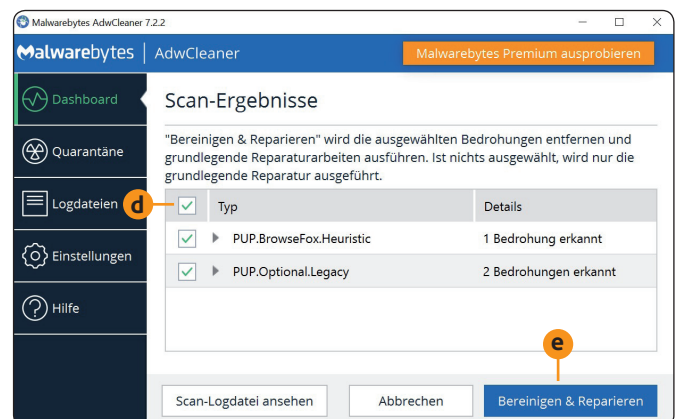 Malwarebytes AdwCleaner 7.2.2
Malwarebytes | AdwCleaner
Malwarebytes Premium ausprobieren
Dashboard
Quarantäne
Logdateien
Einstellungen
Hilfe
Scan-Ergebnisse
"Bereinigen & Reparieren" wird die ausgewählten Bedrohungen entfernen und
grundlegende Reparaturarbeiten ausführen. Ist nichts ausgewählt, wird nur die
grundlegende Reparatur ausgeführt.
d
Typ Details
PUP.BrowseFox.Heuristic 1 Bedrohung erkannt
PUP.Optional.Legacy 2 Bedrohungen erkannt
e
Scan-Logdatei ansehen Abbrechen Bereinigen & Reparieren